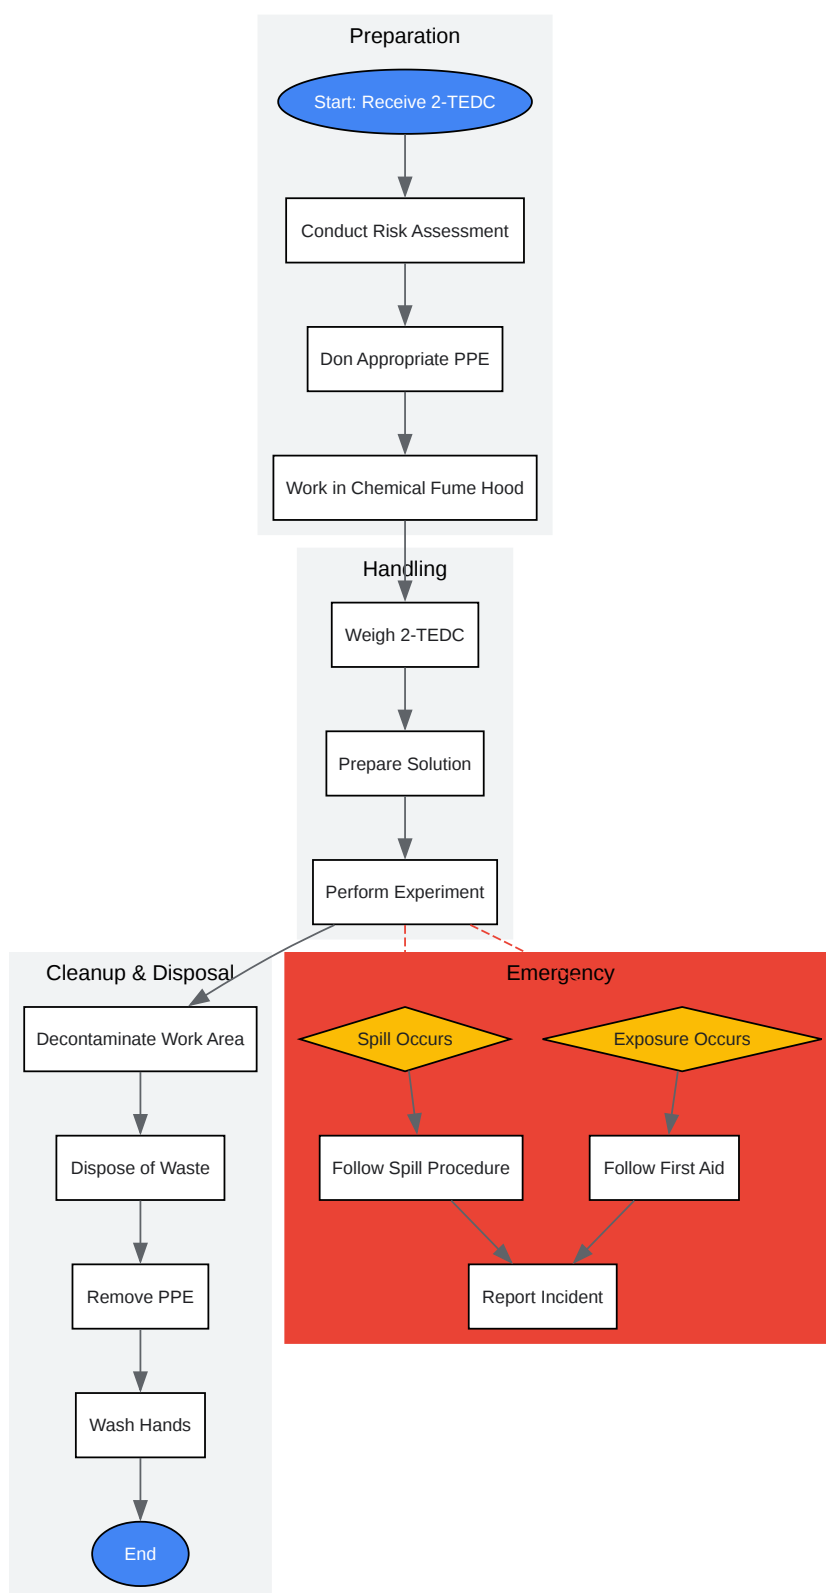 Preparation
Start: Receive 2-TEDC
Conduct Risk Assessment
Don Appropriate PPE
Work in Chemical Fume Hood
Handling
Weigh 2-TEDC
Prepare Solution
Perform Experiment
Cleanup & Disposal
Decontaminate Work Area
Dispose of Waste
Remove PPE
Wash Hands
End
Emergency
Spill Occurs
Exposure Occurs
Follow Spill Procedure
Follow First Aid
Report Incident